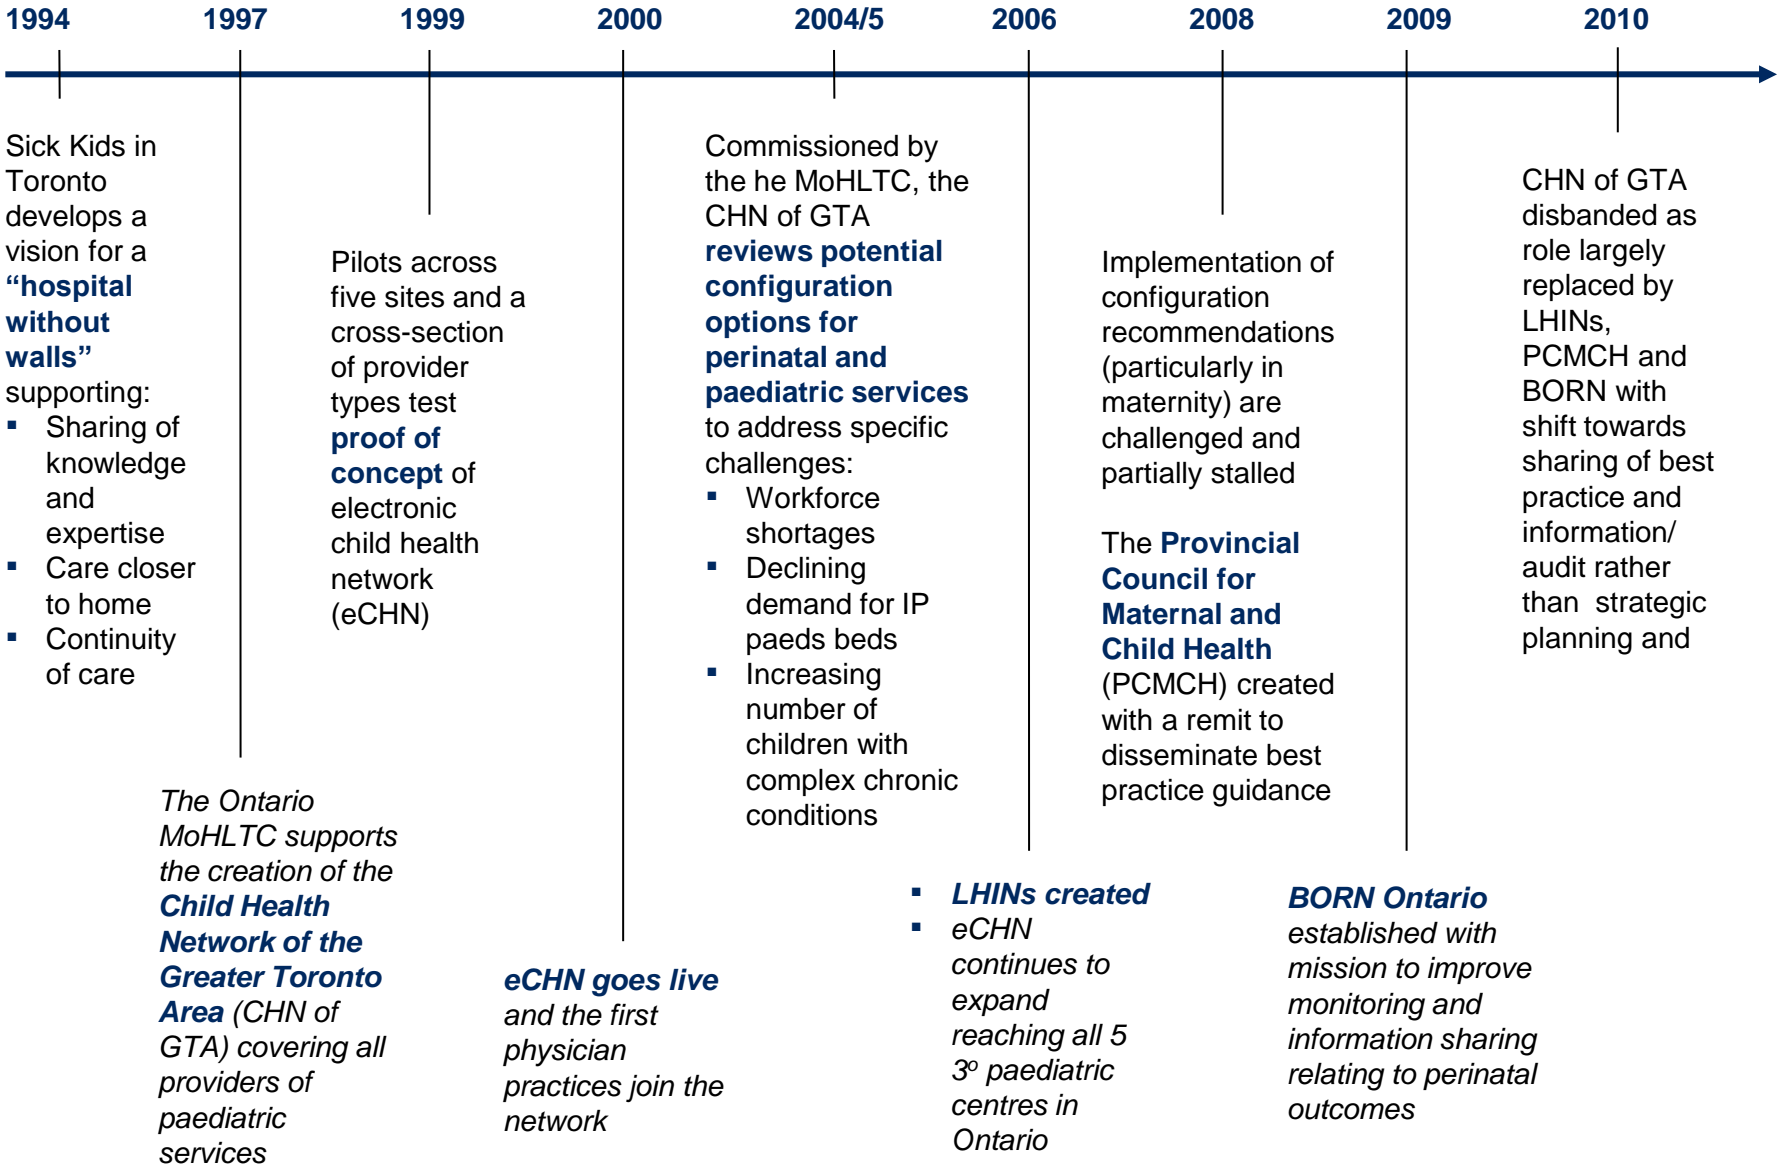 1994 1997 1999 2000 2004/5 2006 2008 2009 2010
Sick Kids in
Toronto
develops a
vision for a
“hospital
without
walls”
supporting:
▪ Sharing of
knowledge
and
expertise
▪ Care closer
to home
▪ Continuity
of care
The Ontario
MoHLTC supports
the creation of the
Child Health
Network of the
Greater Toronto
Area (CHN of
GTA) covering all
providers of
paediatric
services
Pilots across
five sites and a
cross-section
of provider
types test
proof of
concept of
electronic
child health
network
(eCHN)
eCHN goes live
and the first
physician
practices join the
network
Commissioned by
the he MoHLTC, the
CHN of GTA
reviews potential
configuration
options for
perinatal and
paediatric services
to address specific
challenges:
▪ Workforce
shortages
▪ Declining
demand for IP
paeds beds
▪ Increasing
number of
children with
complex chronic
conditions
▪ LHINs created
▪ eCHN
continues to
expand
reaching all 5
3º paediatric
centres in
Ontario
Implementation of
configuration
recommendations
(particularly in
maternity) are
challenged and
partially stalled
The Provincial
Council for
Maternal and
Child Health
(PCMCH) created
with a remit to
disseminate best
practice guidance
BORN Ontario
established with
mission to improve
monitoring and
information sharing
relating to perinatal
outcomes
CHN of GTA
disbanded as
role largely
replaced by
LHINs,
PCMCH and
BORN with
shift towards
sharing of best
practice and
information/
audit rather
than strategic
planning and